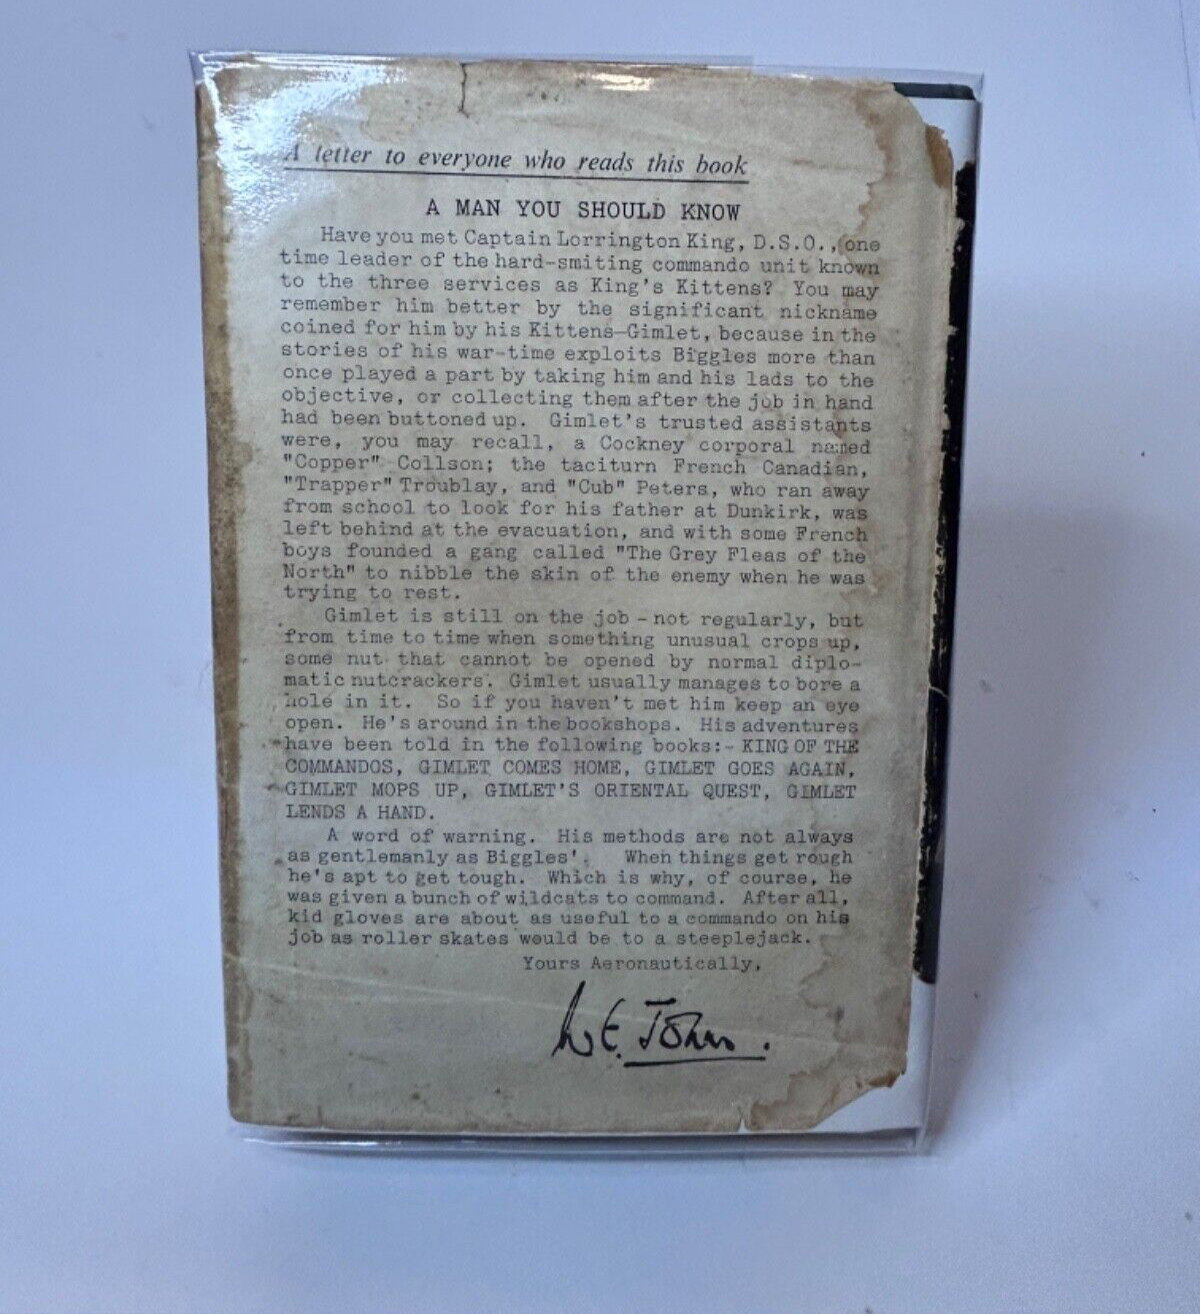 A letter to everyone who reads this book
A MAN YOU SHOULD KNOW
Have you met Captain Lorrington King, D.S.O., one
time leader of the hard-smiting commando unit known
to the three services as King's Kittens? You may
remember him better by the significant nickname
coined for him by his Kittens—Gimlet, because in the
stories of his war-time exploits Biggles more than
once played a part by taking him and his lads to the
objective, or collecting them after the job in hand
had been buttoned up. Gimlet's trusted assistants
were, you may recall, a Cockney corporal named
"Copper" Collson; the taciturn French Canadian,
"Trapper" Troublay, and "Cub" Peters, who ran away
from school to look for his father at Dunkirk, was
left behind at the evacuation, and with some French
boys founded a gang called "The Grey Fleas of the
North" to nibble the skin of the enemy when he was
trying to rest.
Gimlet is still on the job - not regularly, but
from time to time when something unusual crops up,
some nut that cannot be opened by normal diplo-
matic nutcrackers. Gimlet usually manages to bore a
hole in it. So if you haven't met him keep an eye
open. He's around in the bookshops. His adventures
have been told in the following books:- KING OF THE
COMMANDOS, GIMLET COMES HOME, GIMLET GOES AGAIN,
GIMLET MOPS UP, GIMLET'S ORIENTAL QUEST, GIMLET
LENDS A HAND.
A word of warning. His methods are not always
as gentlemanly as Biggles'. When things get rough
he's apt to get tough. Which is why, of course, he
was given a bunch of wildcats to command. After all,
kid gloves are about as useful to a commando on his
job as roller skates would be to a steeplejack.
Yours Aeronautically,
W.E. Johns.